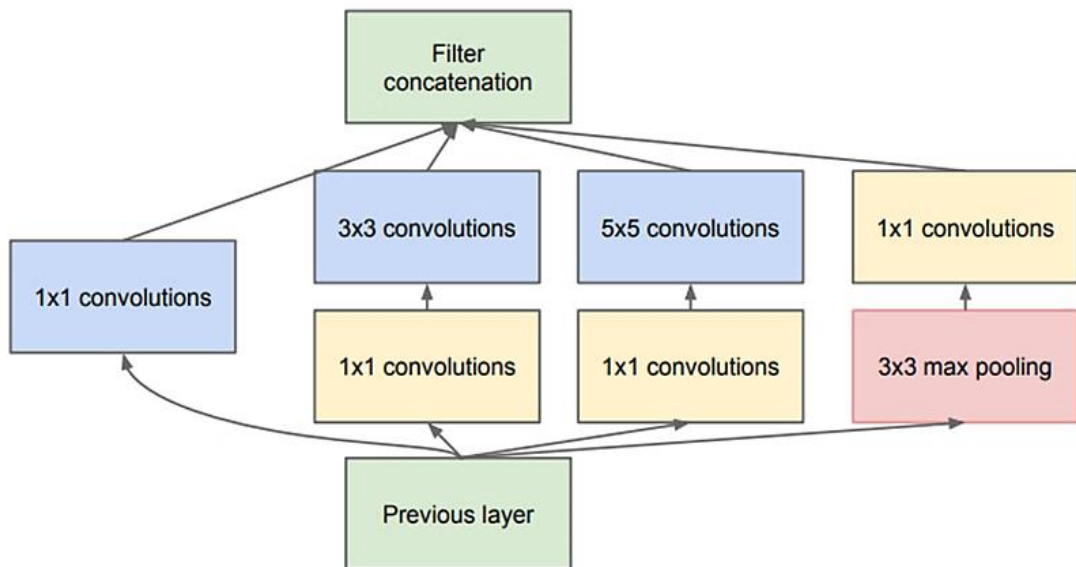 Filter
concatenation
3x3 convolutions
5x5 convolutions
1x1 convolutions
1x1 convolutions
1x1 convolutions
1x1 convolutions
3x3 max pooling
Previous layer